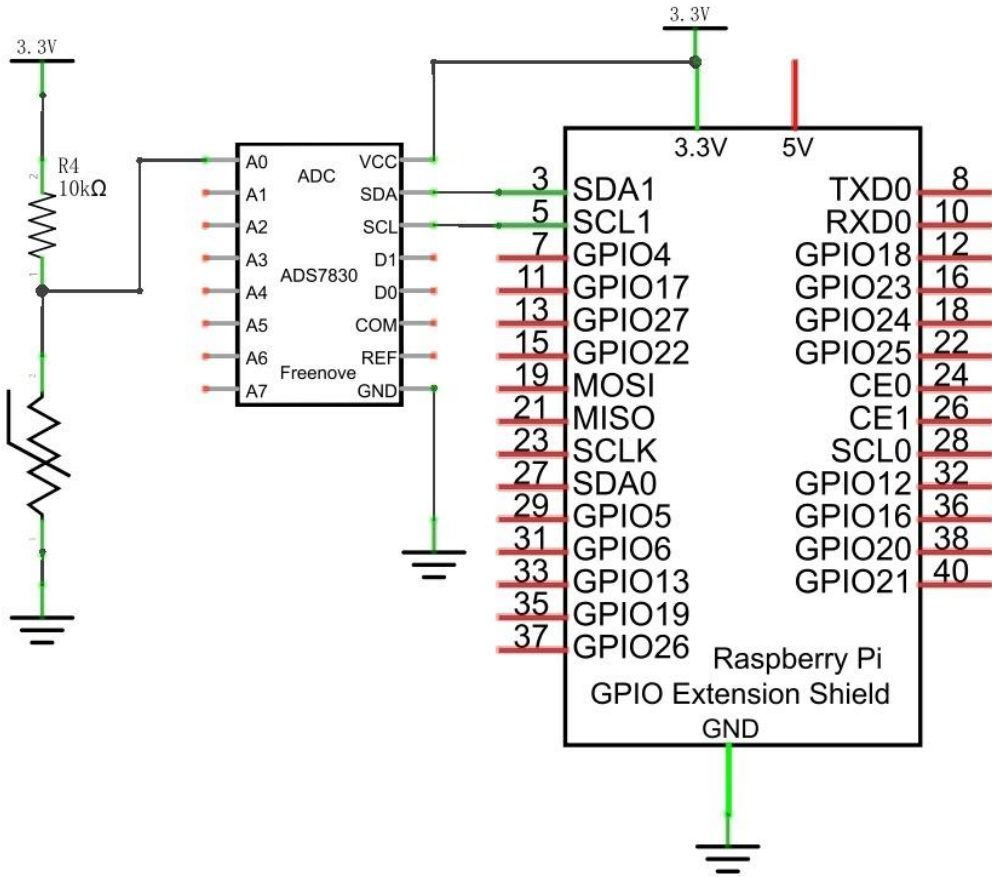 3.3V
3.3V
R4
10kΩ
2
1
2
1
ADC
ADS7830
Freenove
A0
A1
A2
A3
A4
A5
A6
A7
VCC
SDA
SCL
D1
D0
COM
REF
GND
3.3V
5V
3 SDA1
5 SCL1
7 GPIO4
11 GPIO17
13 GPIO27
15 GPIO22
19 MOSI
21 MISO
23 SCLK
27 SDA0
29 GPIO5
31 GPIO6
33 GPIO13
35 GPIO19
37 GPIO26
TXD0 8
RXD0 10
GPIO18 12
GPIO23 16
GPIO24 18
GPIO25 22
CE0 24
CE1 26
SCL0 28
GPIO12 32
GPIO16 36
GPIO20 38
GPIO21 40
Raspberry Pi
GPIO Extension Shield
GND